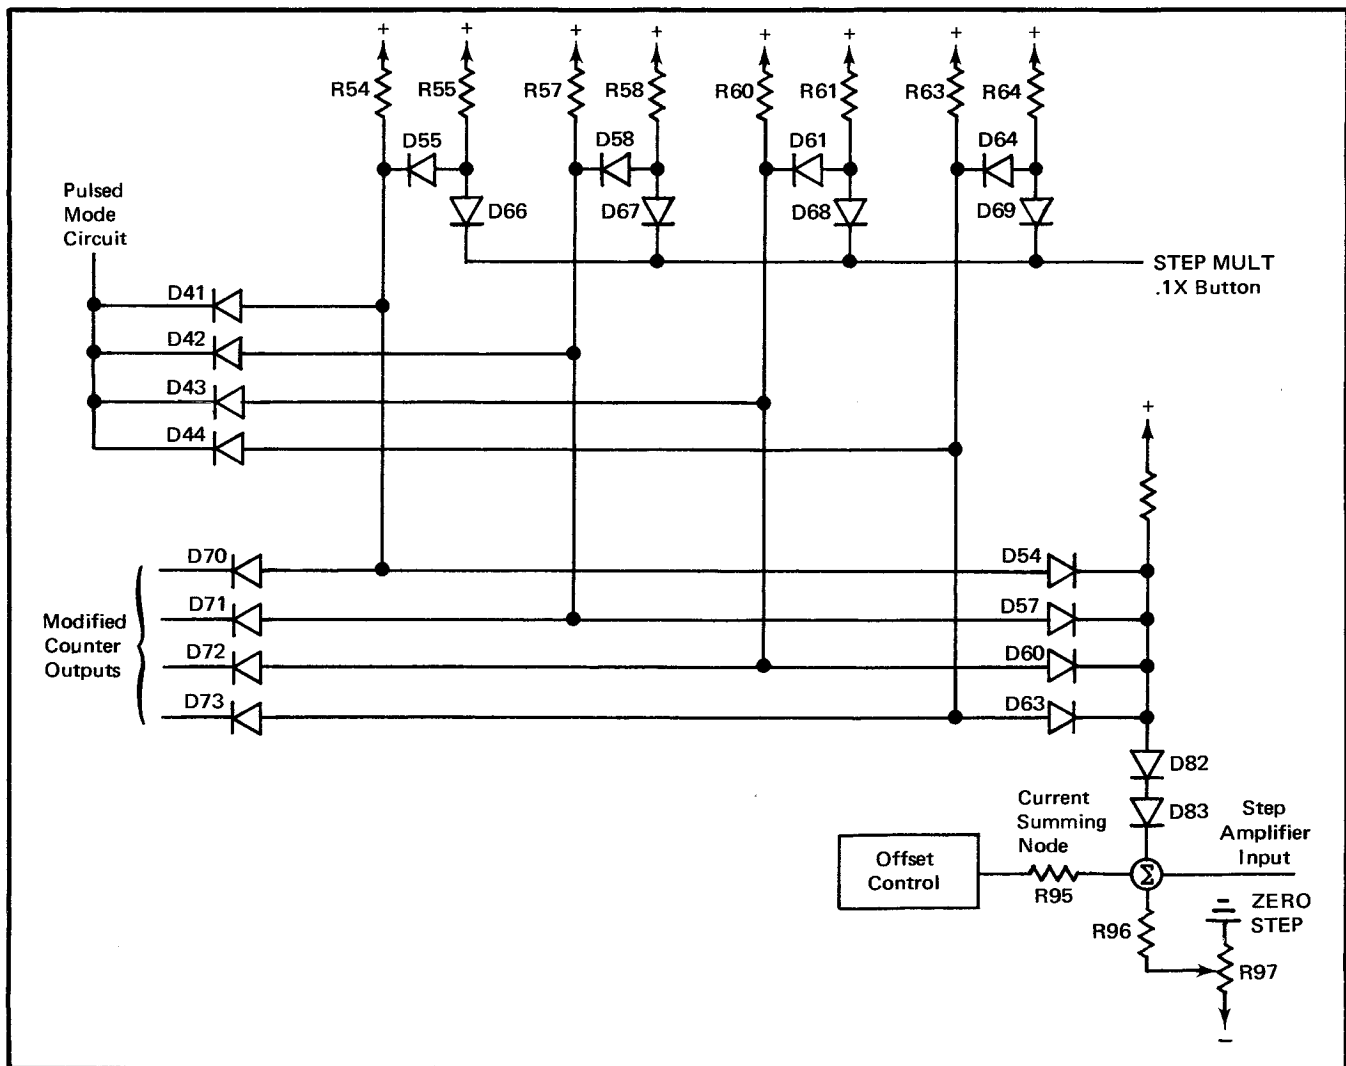 + + + + + + + +
R54 R55 R57 R58 R60 R61 R63 R64
D55 D58 D61 D64
Pulsed
Mode
Circuit
D66 D67 D68 D69
STEP MULT
.1X Button
D41
D42
D43
D44
+
D70 D54
D71 D57
Modified
Counter
Outputs
D72 D60
D73 D63
D82
D83
Current
Summing
Node
Step
Amplifier
Input
Offset
Control
R95
Σ
ZERO
STEP
R96
R97
−